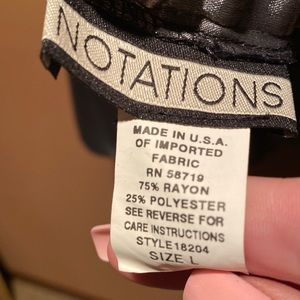 NOTATIONS
MADE IN U.S.A.
OF IMPORTED
FABRIC
RN 58719
75% RAYON
25% POLYESTER
SEE REVERSE FOR
CARE INSTRUCTIONS
STYLE18204
SIZE L